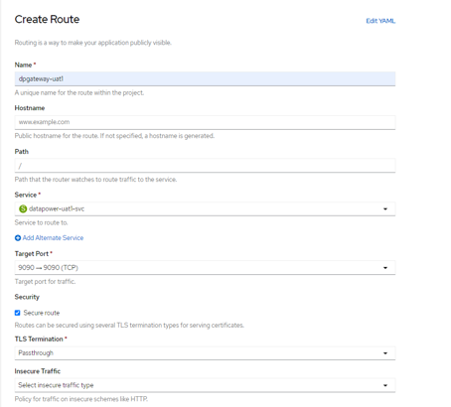 Create Route
Edit YAML
Routing is a way to make your application publicly visible.
Name *
dpgateway-uat1
A unique name for the route within the project.
Hostname
www.example.com
Public hostname for the route. If not specified, a hostname is generated.
Path
/
Path that the router watches to route traffic to the service.
Service *
S datapower-uat1-svc
Service to route to.
Add Alternate Service
Target Port *
9090 → 9090 (TCP)
Target port for traffic.
Security
Secure route
Routes can be secured using several TLS termination types for serving certificates.
TLS Termination *
Passthrough
Insecure Traffic
Select insecure traffic type
Policy for traffic on insecure schemes like HTTP.